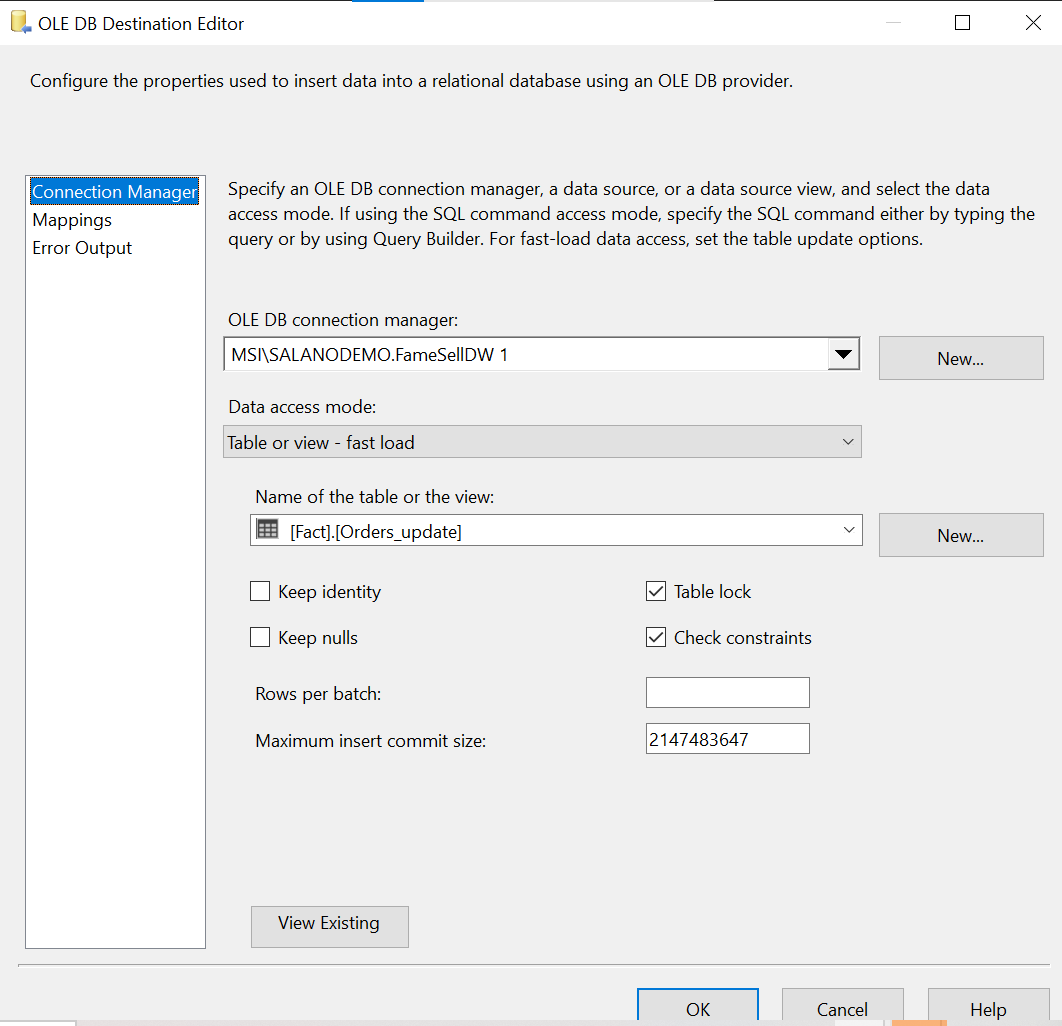 OLE DB Destination Editor
Configure the properties used to insert data into a relational database using an OLE DB provider.
Connection Manager
Mappings
Error Output
Specify an OLE DB connection manager, a data source, or a data source view, and select the data
access mode. If using the SQL command access mode, specify the SQL command either by typing the
query or by using Query Builder. For fast-load data access, set the table update options.
OLE DB connection manager:
MSI\SALANODEMO.FameSellDW 1
New...
Data access mode:
Table or view - fast load
Name of the table or the view:
[Fact].[Orders_update]
New...
Keep identity
Table lock
Keep nulls
Check constraints
Rows per batch:
Maximum insert commit size:
2147483647
View Existing
OK
Cancel
Help